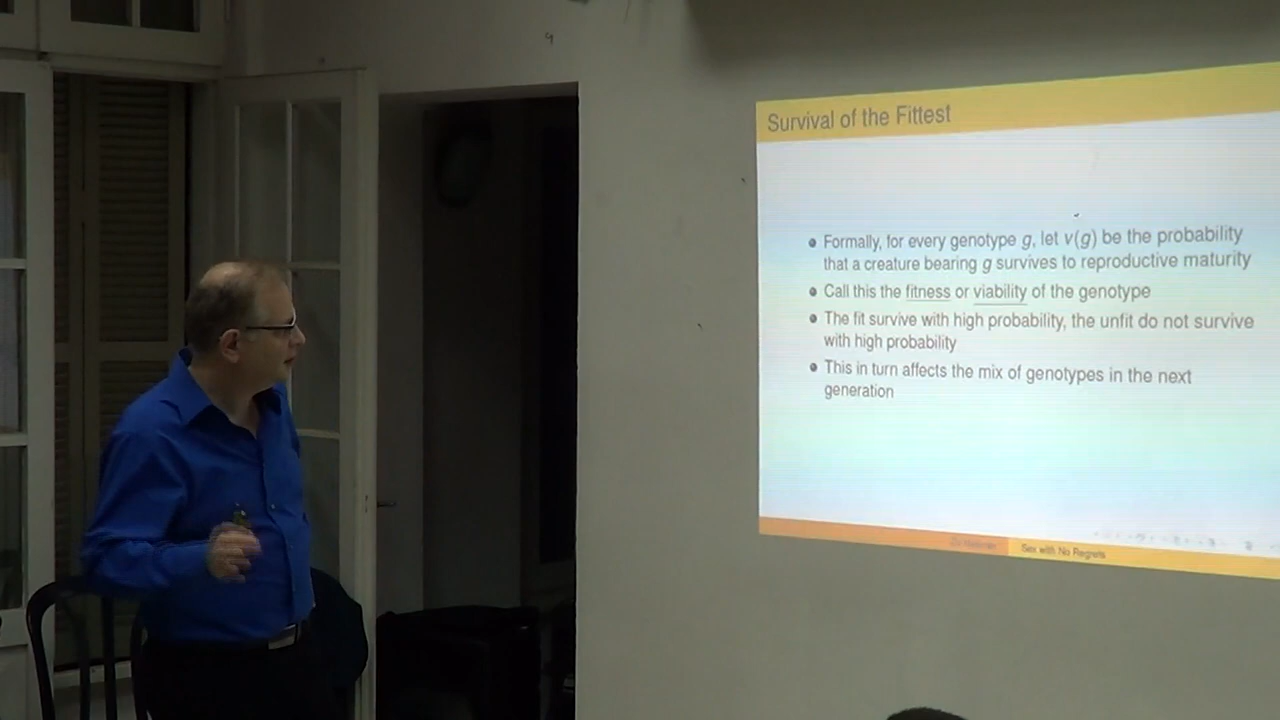 Survival of the Fittest
Formally, for every genotype g, let v(g) be the probability
that a creature bearing g survives to reproductive maturity
Call this the fitness or viability of the genotype
The fit survive with high probability, the unfit do not survive
with high probability
This in turn affects the mix of genotypes in the next
generation
Sex with No Regrets